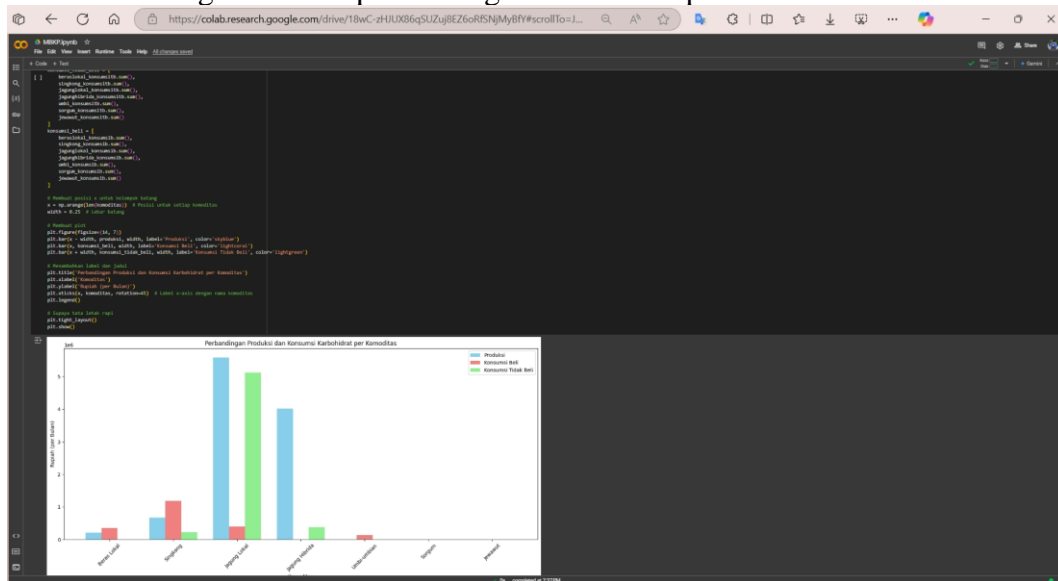 https://colab.research.google.com/drive/18wC-zHJUX86qSUZuj8EZ6oRfSNjMyBfY#scrollTo=J...
MBKP.ipynb
File Edit View Insert Runtime Tools Help All changes saved
Share
+ Code + Text
Gemini
beraslokal_konsumsitb.sum(),
singkong_konsumsitb.sum(),
jagunglokal_konsumsitb.sum(),
jagunghibrida_konsumsitb.sum(),
umbi_konsumsitb.sum(),
sorgum_konsumsitb.sum(),
jewawut_konsumsitb.sum()
]
konsumsi_beli = [
beraslokal_konsumsib.sum(),
singkong_konsumsib.sum(),
jagunglokal_konsumsib.sum(),
jagunghibrida_konsumsib.sum(),
umbi_konsumsib.sum(),
sorgum_konsumsib.sum(),
jewawut_konsumsib.sum()
]
# Membuat posisi x untuk kelompok batang
x = np.arange(len(komoditas)) # Posisi untuk setiap komoditas
width = 0.25 # Lebar batang
# Membuat plot
plt.figure(figsize=(14, 7))
plt.bar(x - width, produksi, width, label='Produksi', color='skyblue')
plt.bar(x, konsumsi_beli, width, label='Konsumsi Beli', color='lightcoral')
plt.bar(x + width, konsumsi_tidak_beli, width, label='Konsumsi Tidak Beli', color='lightgreen')
# Menambahkan label dan judul
plt.title('Perbandingan Produksi dan Konsumsi Karbohidrat per Komoditas')
plt.xlabel('Komoditas')
plt.ylabel('Rupiah (per Bulan)')
plt.xticks(x, komoditas, rotation=45) # Label x-axis dengan nama komoditas
plt.legend()
# Supaya tata letak rapi
plt.tight_layout()
plt.show()
Perbandingan Produksi dan Konsumsi Karbohidrat per Komoditas
1e6
Produksi
Konsumsi Beli
Konsumsi Tidak Beli
5
4
3
2
1
0
Rupiah (per Bulan)
Beras Lokal
Singkong
Jagung Lokal
Jagung Hibrida
Umbi-umbian
Sorgum
Jewawut